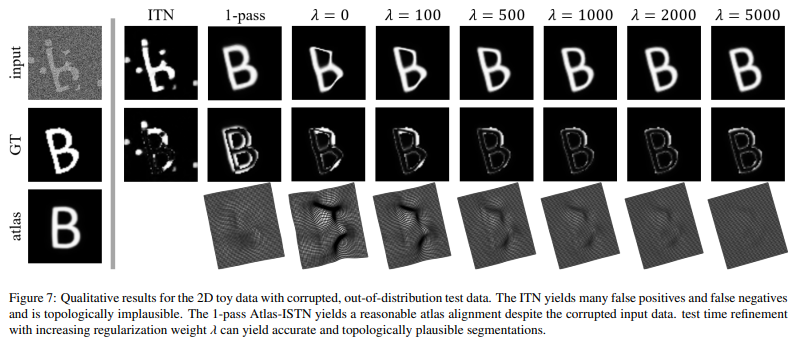 ITN 1-pass λ = 0 λ = 100 λ = 500 λ = 1000 λ = 2000 λ = 5000
input
GT
atlas
Figure 7: Qualitative results for the 2D toy data with corrupted, out-of-distribution test data. The ITN yields many false positives and false negatives
and is topologically implausible. The 1-pass Atlas-ISTN yields a reasonable atlas alignment despite the corrupted input data. test time refinement
with increasing regularization weight λ can yield accurate and topologically plausible segmentations.